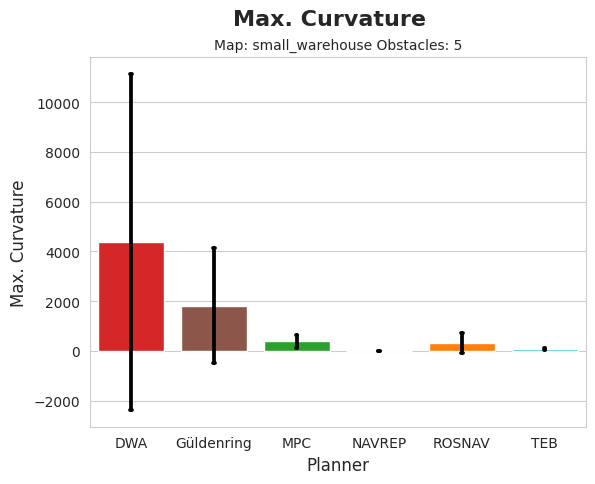 Max. Curvature
Map: small_warehouse Obstacles: 5
Max. Curvature
10000
8000
6000
4000
2000
0
−2000
DWA Güldenring MPC NAVREP ROSNAV TEB
Planner